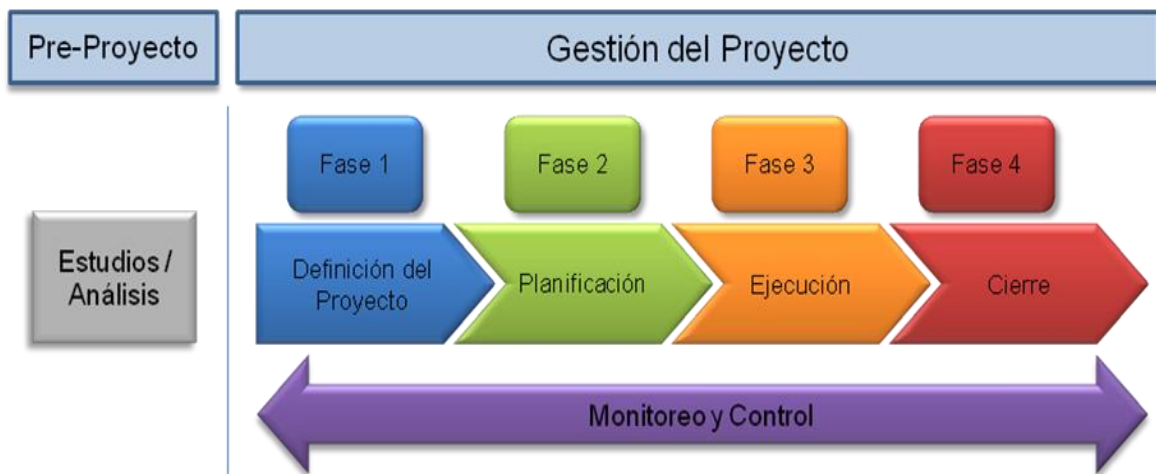 Pre-Proyecto
Gestión del Proyecto
Fase 1
Fase 2
Fase 3
Fase 4
Estudios /
Análisis
Definición del
Proyecto
Planificación
Ejecución
Cierre
Monitoreo y Control